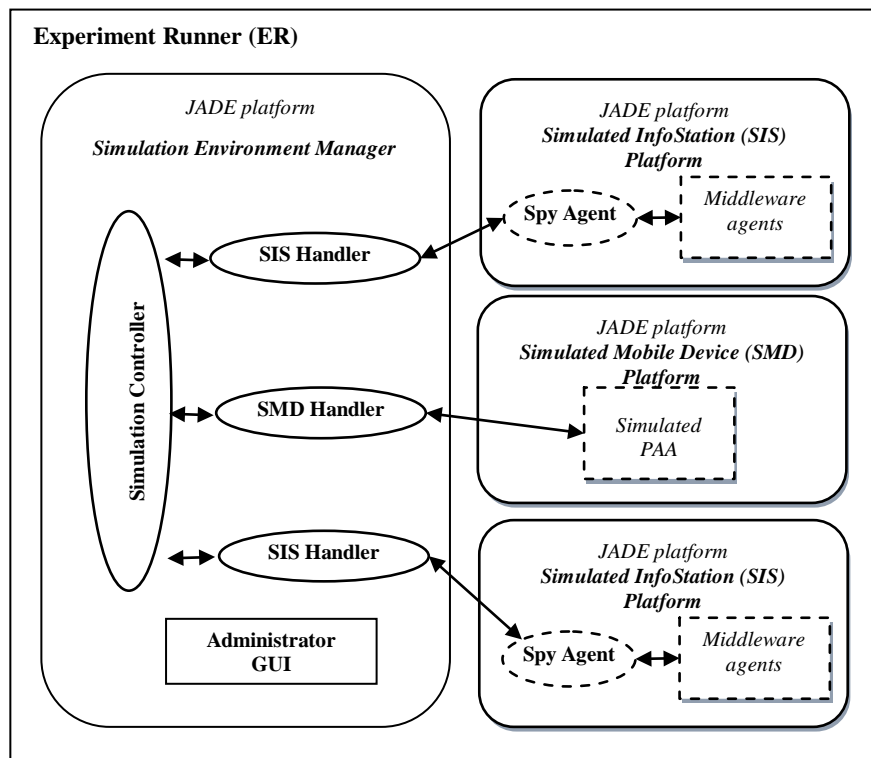 Experiment Runner (ER)
JADE platform
Simulation Environment Manager
Simulation Controller
SIS Handler
SMD Handler
SIS Handler
Administrator
GUI
JADE platform
Simulated InfoStation (SIS)
Platform
Spy Agent
Middleware
agents
JADE platform
Simulated Mobile Device (SMD)
Platform
Simulated
PAA
JADE platform
Simulated InfoStation (SIS)
Platform
Spy Agent
Middleware
agents